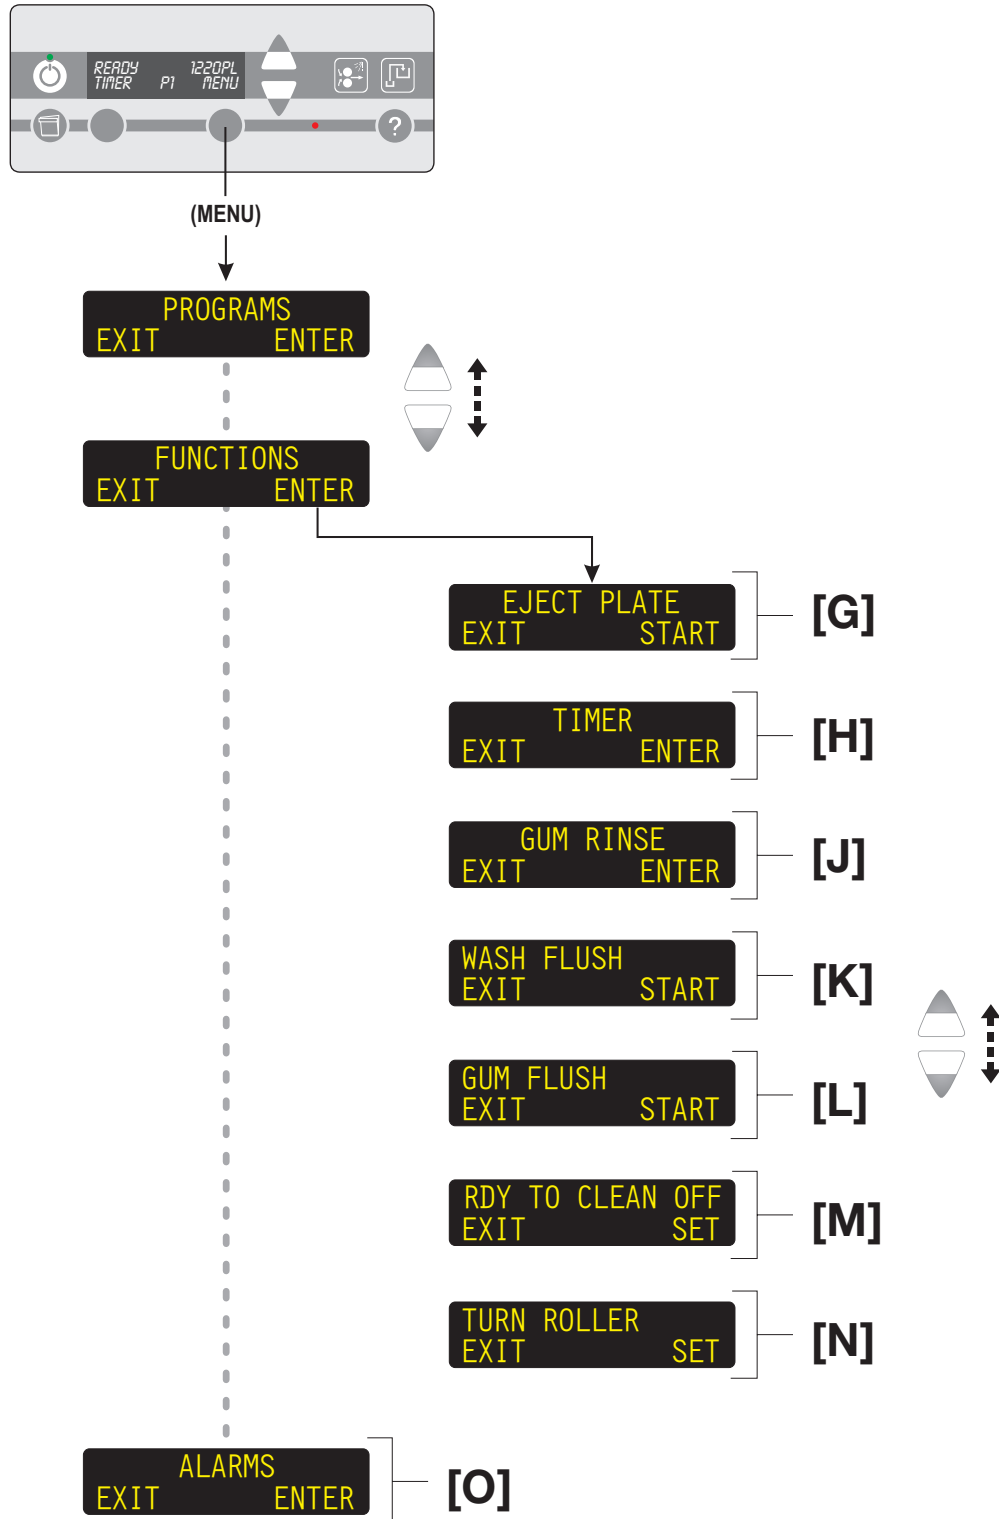 READY 1220PL
TIMER P1 MENU
?
(MENU)
PROGRAMS
EXIT ENTER
FUNCTIONS
EXIT ENTER
EJECT PLATE
EXIT START
[G]
TIMER
EXIT ENTER
[H]
GUM RINSE
EXIT ENTER
[J]
WASH FLUSH
EXIT START
[K]
GUM FLUSH
EXIT START
[L]
RDY TO CLEAN OFF
EXIT SET
[M]
TURN ROLLER
EXIT SET
[N]
ALARMS
EXIT ENTER
[O]